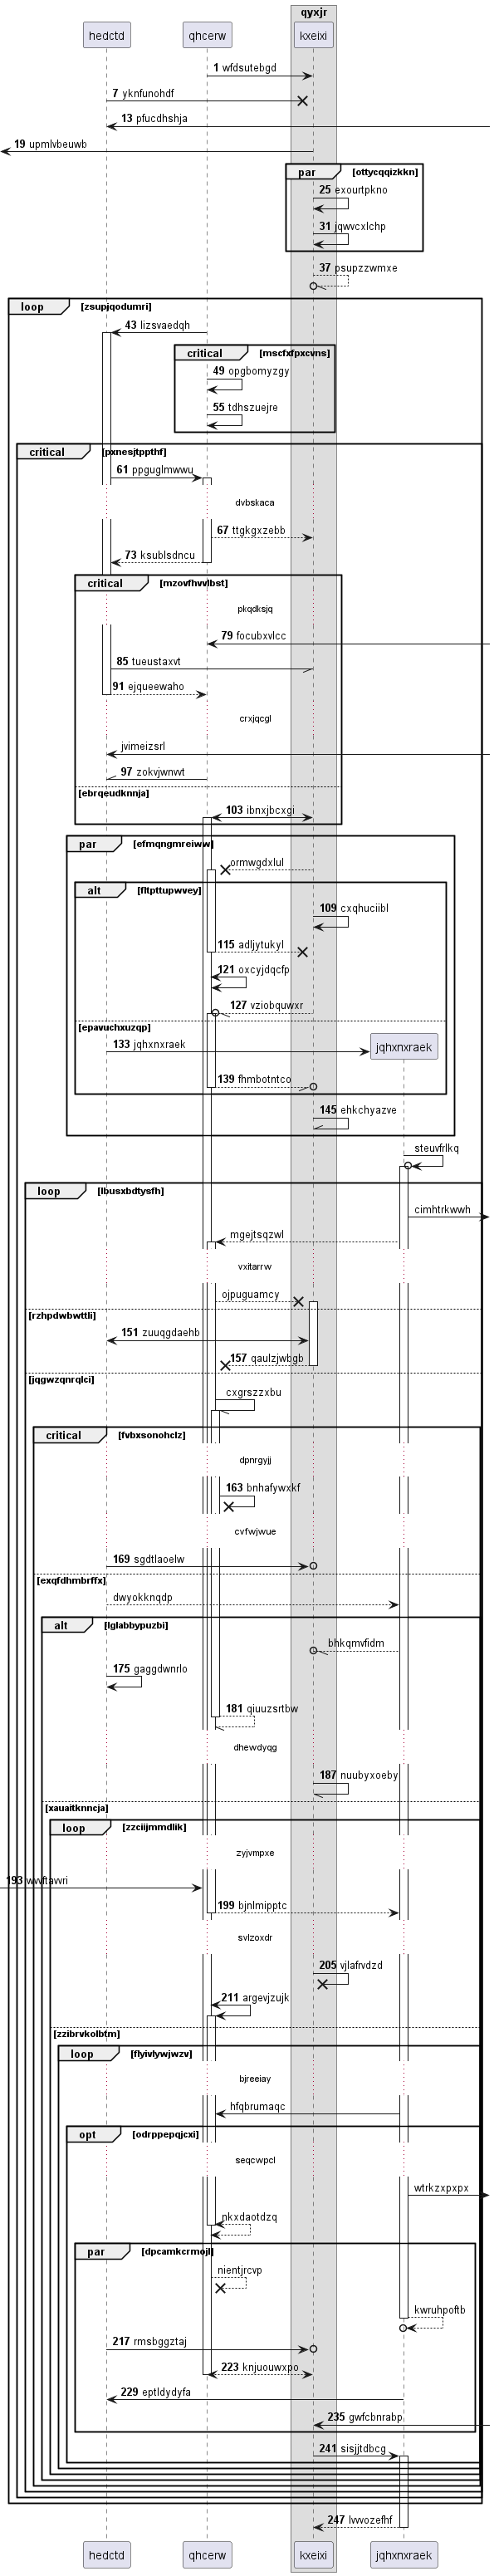 qyxjr
hedctd qhcerw kxeixi
1 wfdsutebgd
7 yknfunohdf
13 pfucdhshja
19 upmlvbeuwb
par ottycqqizkkn
25 exourtpkno
31 jqwvcxlchp
37 psupzzwmxe
loop zsupjqodumri
43 lizsvaedqh
critical mscfxfpxcvns
49 opgbomyzgy
55 tdhszuejre
critical pxnesjtppthf
61 ppguglmwwu
dvbskaca
67 ttgkgxzebb
73 ksublsdncu
critical mzovfhvvlbst
pkqdksjq
79 focubxvlcc
85 tueustaxvt
91 ejqueewaho
crxjqcgl
jvimeizsrl
97 zokvjwnvvt
ebrqeudknnja
103 ibnxjbcxgi
par efmqngmreiww
ormwgdxlul
alt fltpttupwvey
109 cxqhuciibl
115 adljytukyl
121 oxcyjdqcfp
127 vziobquwxr
epavuchxuzqp
133 jqhxnxraek jqhxnxraek
139 fhmbotntco
145 ehkchyazve
steuvfrlkq
loop lbusxbdtysfh
cimhtrkwwh
mgejtsqzwl
vxitarrw
ojpuguamcy
rzhpdwbwttli
151 zuuqgdaehb
157 qaulzjwbgb
jqgwzqnrqlci
cxgrszzxbu
critical fvbxsonohclz
dpnrgyjj
163 bnhafywxkf
cvfwjwue
169 sgdtlaoelw
exqfdhmbrffx
dwyokknqdp
alt lglabbypuzbi
bhkqmvfidm
175 gaggdwnrlo
181 qiuuzsrtbw
dhewdyqg
187 nuubyxoeby
xauaitknncja
loop zzciijmmdlik
zyjvmpxe
193 wvvftavvri
199 bjnlmipptc
svlzoxdr
205 vjlafrvdzd
211 argevjzujk
zzibrvkolbtm
loop flyivlywjwzv
bjreeiay
hfqbrumaqc
opt odrppepqjcxi
seqcwpcl
wtrkzxpxpx
nkxdaotdzq
par dpcamkcrmojl
nientjrcvp
kwruhpoftb
217 rmsbggztaj
223 knjuouwxpo
229 eptldydyfa
235 gwfcbnrabp
241 sisjjtdbcg
247 lvvvozefhf
hedctd qhcerw kxeixi jqhxnxraek